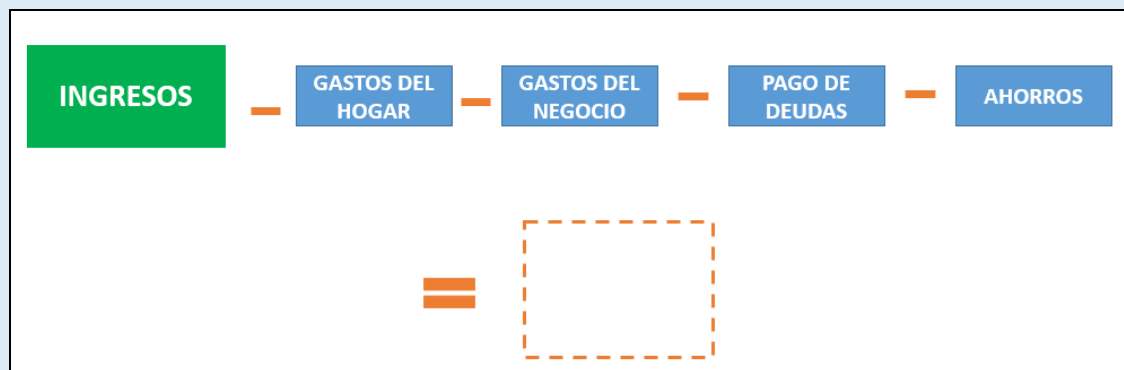 INGRESOS
-
GASTOS DEL
HOGAR
-
GASTOS DEL
NEGOCIO
-
PAGO DE
DEUDAS
-
AHORROS
=